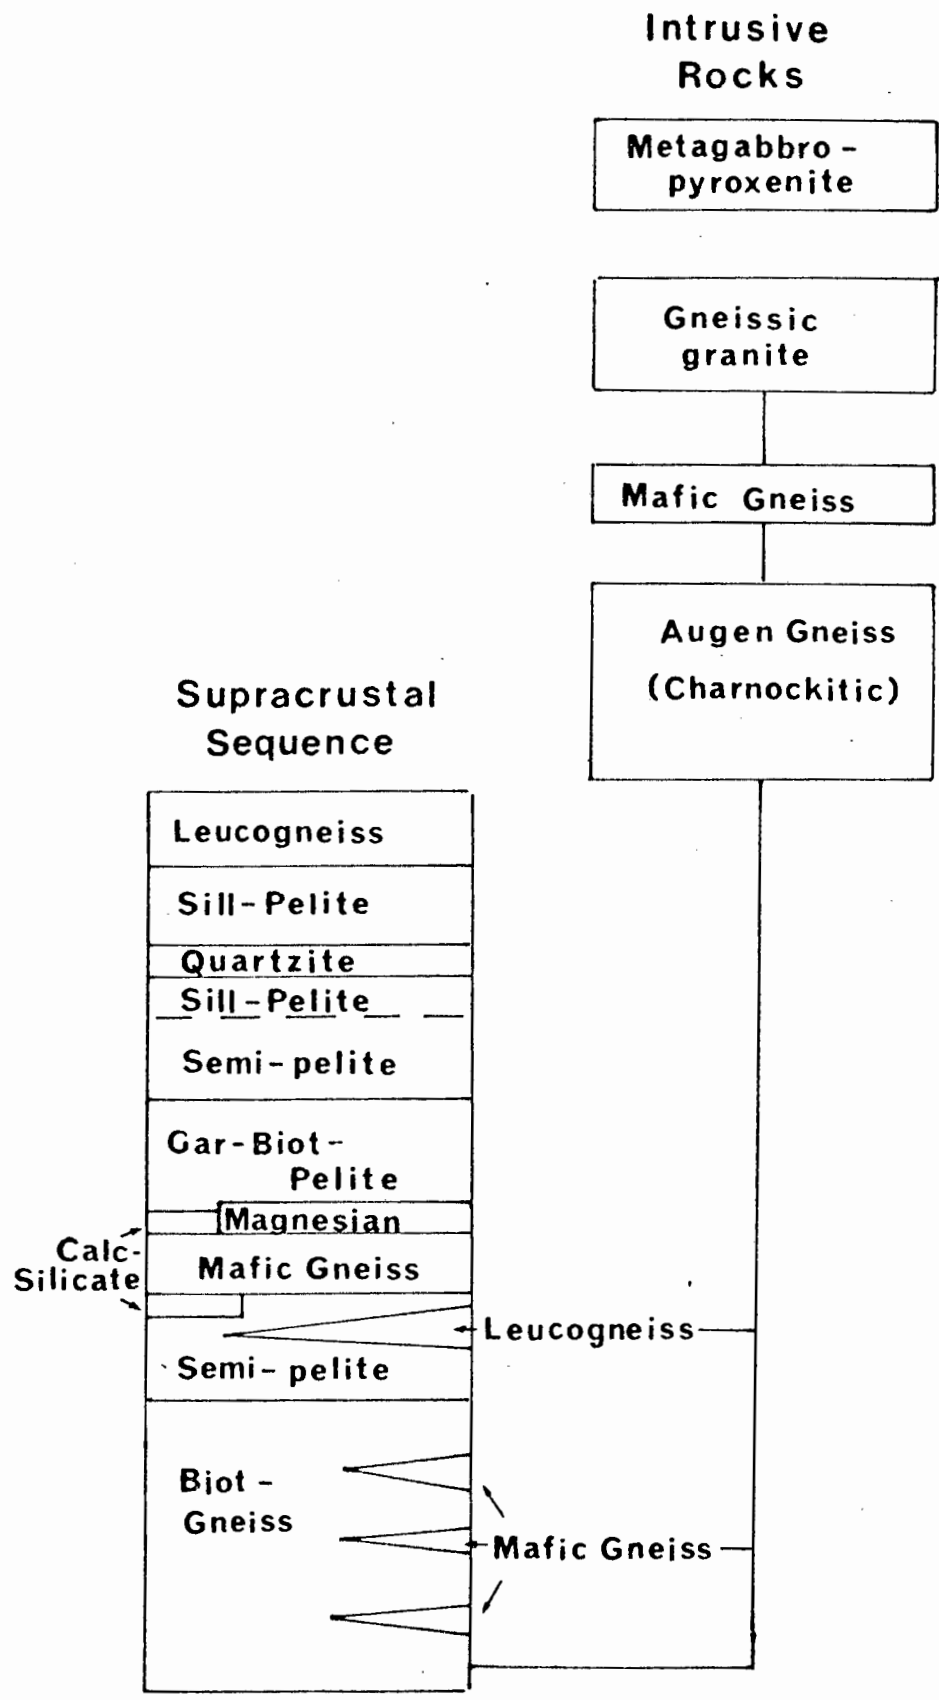 Intrusive
Rocks
Metagabbro-
pyroxenite
Gneissic
granite
Mafic Gneiss
Augen Gneiss
(Charnockitic)
Supracrustal
Sequence
Leucogneiss
Sill-Pelite
Quartzite
Sill-Pelite
Semi-pelite
Gar-Biot-
Pelite
Magnesian
Calc-
Silicate
Mafic Gneiss
Leucogneiss
Semi-pelite
Biot-
Gneiss
Mafic Gneiss